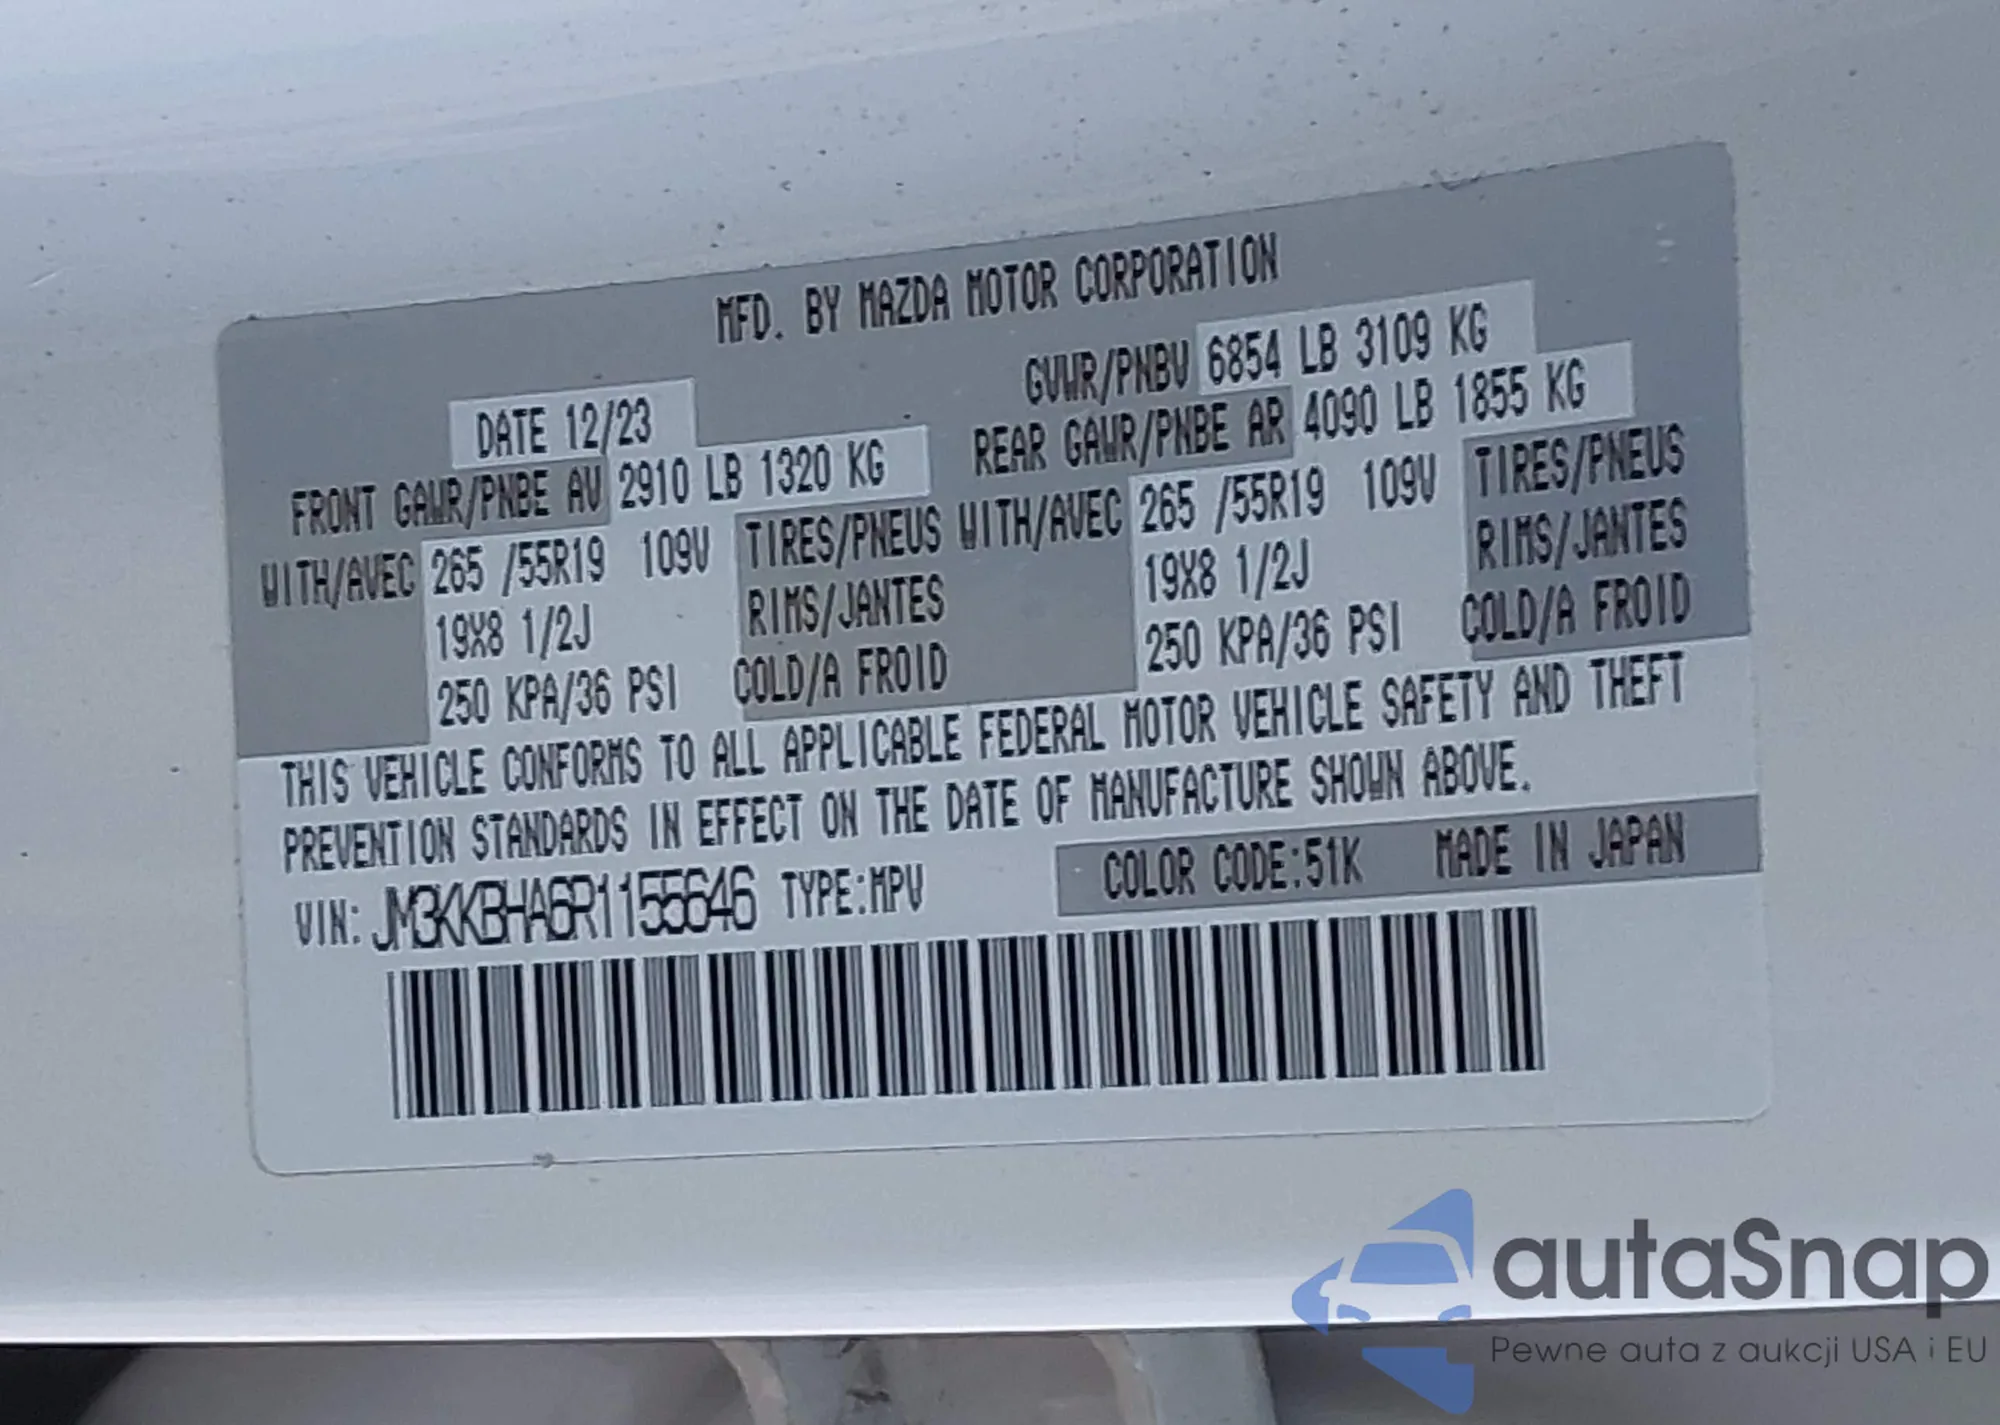 MFD. BY MAZDA MOTOR CORPORATION
DATE 12/23
GVWR/PNBV 6854 LB 3109 KG
FRONT GAWR/PNBE AV 2910 LB 1320 KG
REAR GAWR/PNBE AR 4090 LB 1855 KG
WITH/AVEC 265 /55R19 109V TIRES/PNEUS
19X8 1/2J RIMS/JANTES
250 KPA/36 PSI COLD/A FROID
WITH/AVEC 265 /55R19 109V TIRES/PNEUS
19X8 1/2J RIMS/JANTES
250 KPA/36 PSI COLD/A FROID
THIS VEHICLE CONFORMS TO ALL APPLICABLE FEDERAL MOTOR VEHICLE SAFETY AND THEFT
PREVENTION STANDARDS IN EFFECT ON THE DATE OF MANUFACTURE SHOWN ABOVE.
VIN: JM3KKBHA6R1155646 TYPE:MPV
COLOR CODE:51K MADE IN JAPAN
autaSnap
Pewne auta z aukcji USA i EU